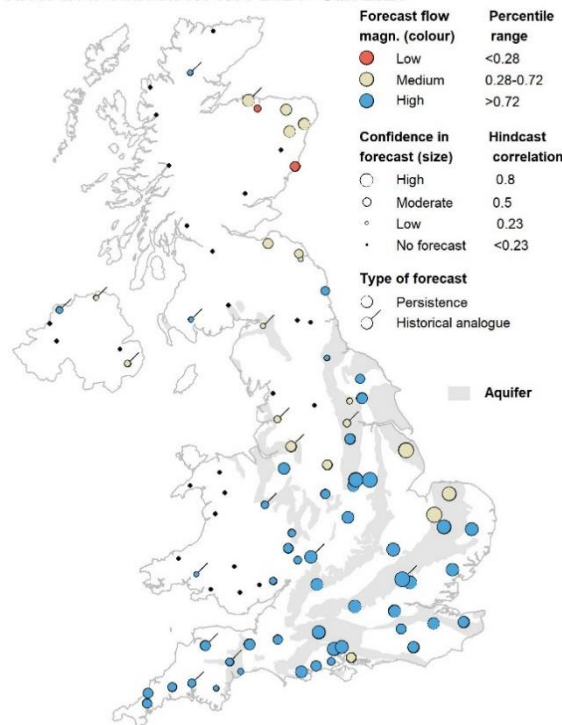 Forecast flow Percentile
magn. (colour) range
Low <0.28
Medium 0.28-0.72
High >0.72
Confidence in Hindcast
forecast (size) correlation
High 0.8
Moderate 0.5
Low 0.23
No forecast <0.23
Type of forecast
Persistence
Historical analogue
Aquifer